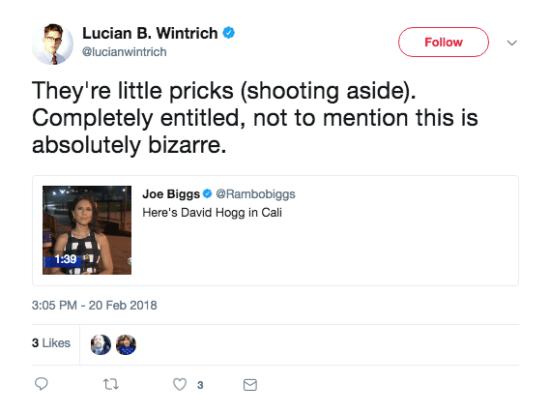 Lucian B. Wintrich
@lucianwintrich
Follow
They're little pricks (shooting aside).
Completely entitled, not to mention this is
absolutely bizarre.
Joe Biggs @Rambobiggs
Here's David Hogg in Cali
1:39
3:05 PM - 20 Feb 2018
3 Likes
3